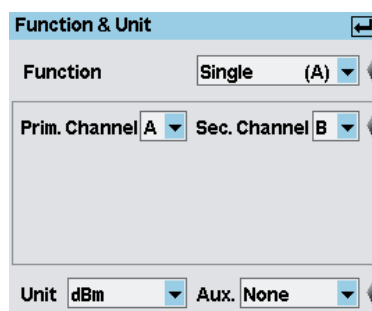 Function & Unit
Function Single (A)
Prim. Channel A Sec. Channel B
Unit dBm Aux. None